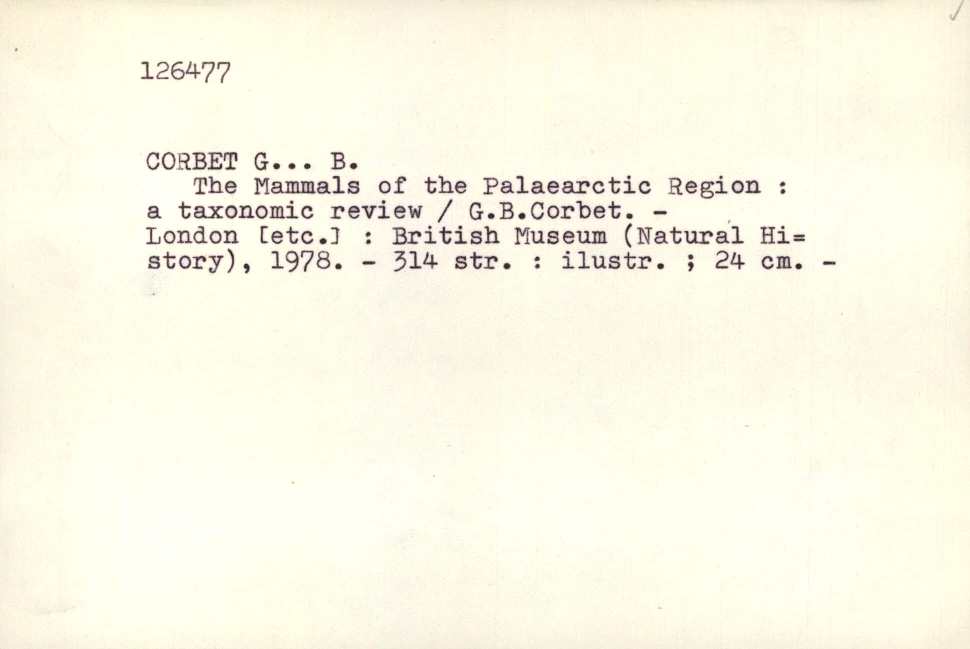 126477
CORBET G... B.
The Mammals of the Palaearctic Region :
a taxonomic review / G.B.Corbet. -
London [etc.] : British Museum (Natural Hi=
story), 1978. - 314 str. : ilustr. ; 24 cm. -